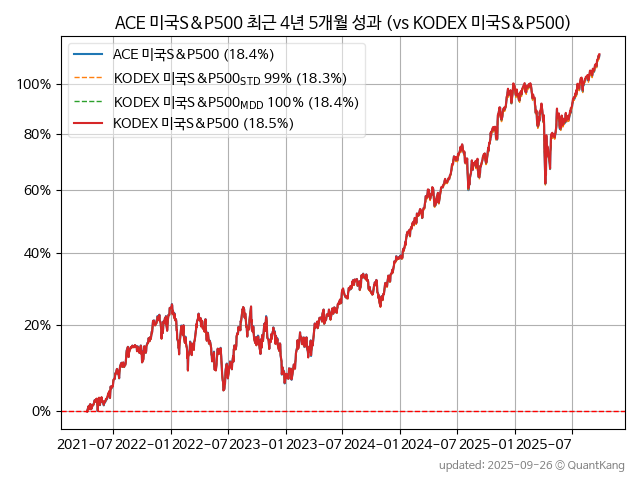 ACE 미국S&P500 최근 4년 5개월 성과 (vs KODEX 미국S&P500)
ACE 미국S&P500 (18.4%)
KODEX 미국S&P500STD 99% (18.3%)
KODEX 미국S&P500MDD 100% (18.4%)
KODEX 미국S&P500 (18.5%)
100%
80%
60%
40%
20%
0%
2021-07 2022-01 2022-07 2023-01 2023-07 2024-01 2024-07 2025-01 2025-07
updated: 2025-09-26 © QuantKang